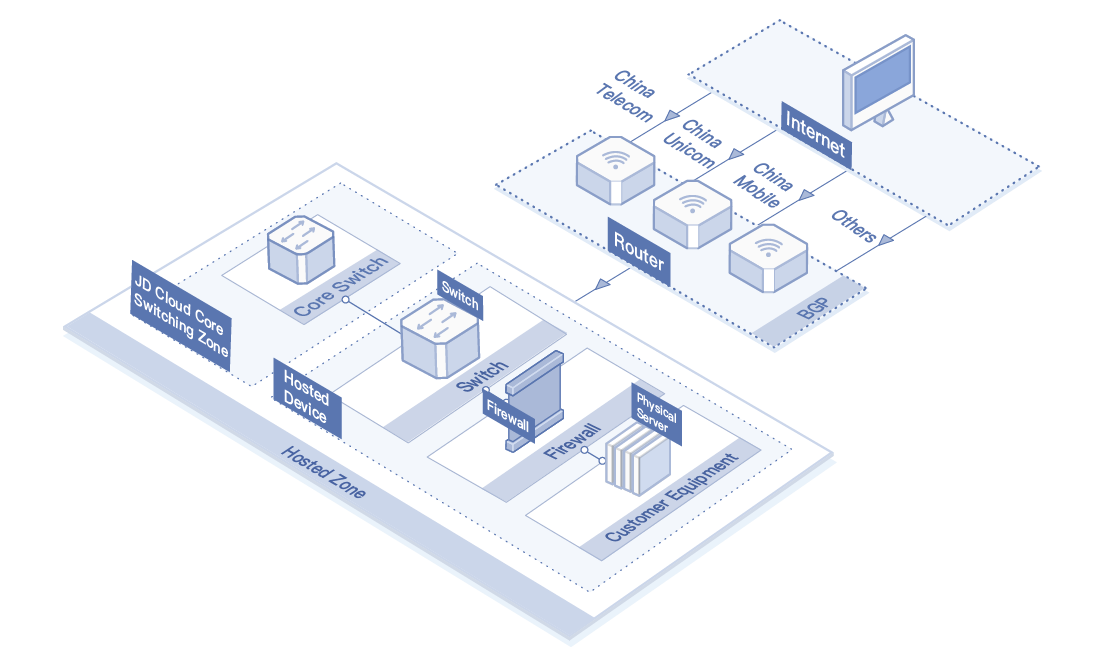 China
Telecom
China
Unicom
China
Mobile
Others
Internet
Router
BGP
JD Cloud Core
Switching Zone
Core Switch
Switch
Switch
Hosted
Device
Firewall
Firewall
Physical
Server
Customer Equipment
Hosted Zone